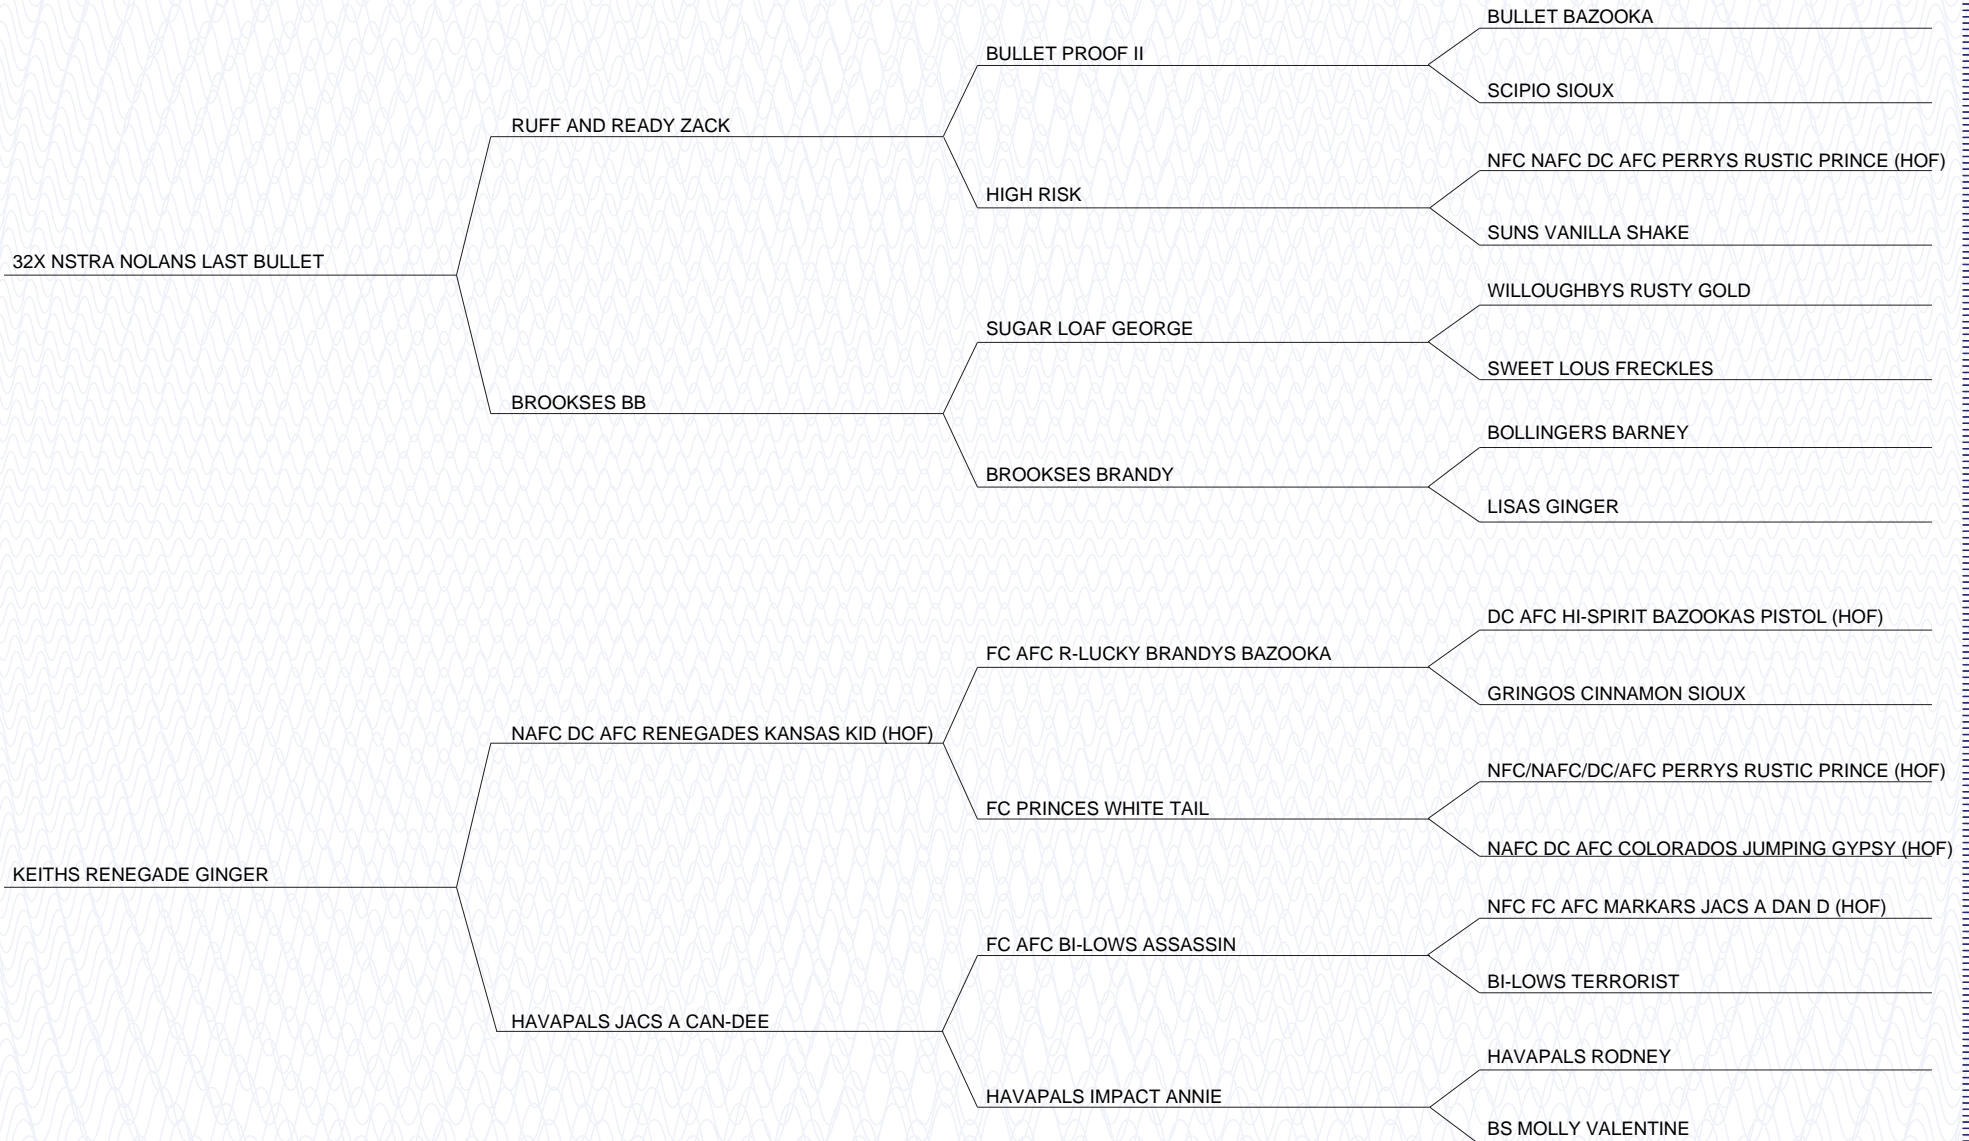 BULLET BAZOOKA
BULLET PROOF II
SCIPIO SIOUX
RUFF AND READY ZACK
NFC NAFC DC AFC PERRYS RUSTIC PRINCE (HOF)
HIGH RISK
SUNS VANILLA SHAKE
32X NSTRA NOLANS LAST BULLET
WILLOUGHBYS RUSTY GOLD
SUGAR LOAF GEORGE
SWEET LOUS FRECKLES
BROOKSES BB
BOLLINGERS BARNEY
BROOKSES BRANDY
LISAS GINGER
DC AFC HI-SPIRIT BAZOOKAS PISTOL (HOF)
FC AFC R-LUCKY BRANDYS BAZOOKA
GRINGOS CINNAMON SIOUX
NAFC DC AFC RENEGADES KANSAS KID (HOF)
NFC/NAFC/DC/AFC PERRYS RUSTIC PRINCE (HOF)
FC PRINCES WHITE TAIL
NAFC DC AFC COLORADOS JUMPING GYPSY (HOF)
KEITHS RENEGADE GINGER
NFC FC AFC MARKARS JACS A DAN D (HOF)
FC AFC BI-LOWS ASSASSIN
BI-LOWS TERRORIST
HAVAPALS JACS A CAN-DEE
HAVAPALS RODNEY
HAVAPALS IMPACT ANNIE
BS MOLLY VALENTINE